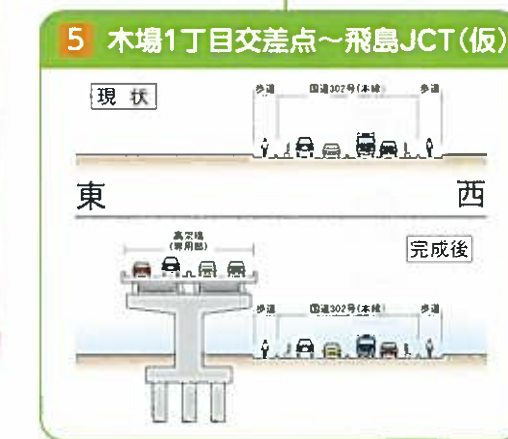 5 木場1丁目交差点～飛島JCT(仮)
現 状
歩道 国道302号(本線) 歩道
東 西
高架橋
(専用部)
完成後
歩道 国道302号(本線) 歩道